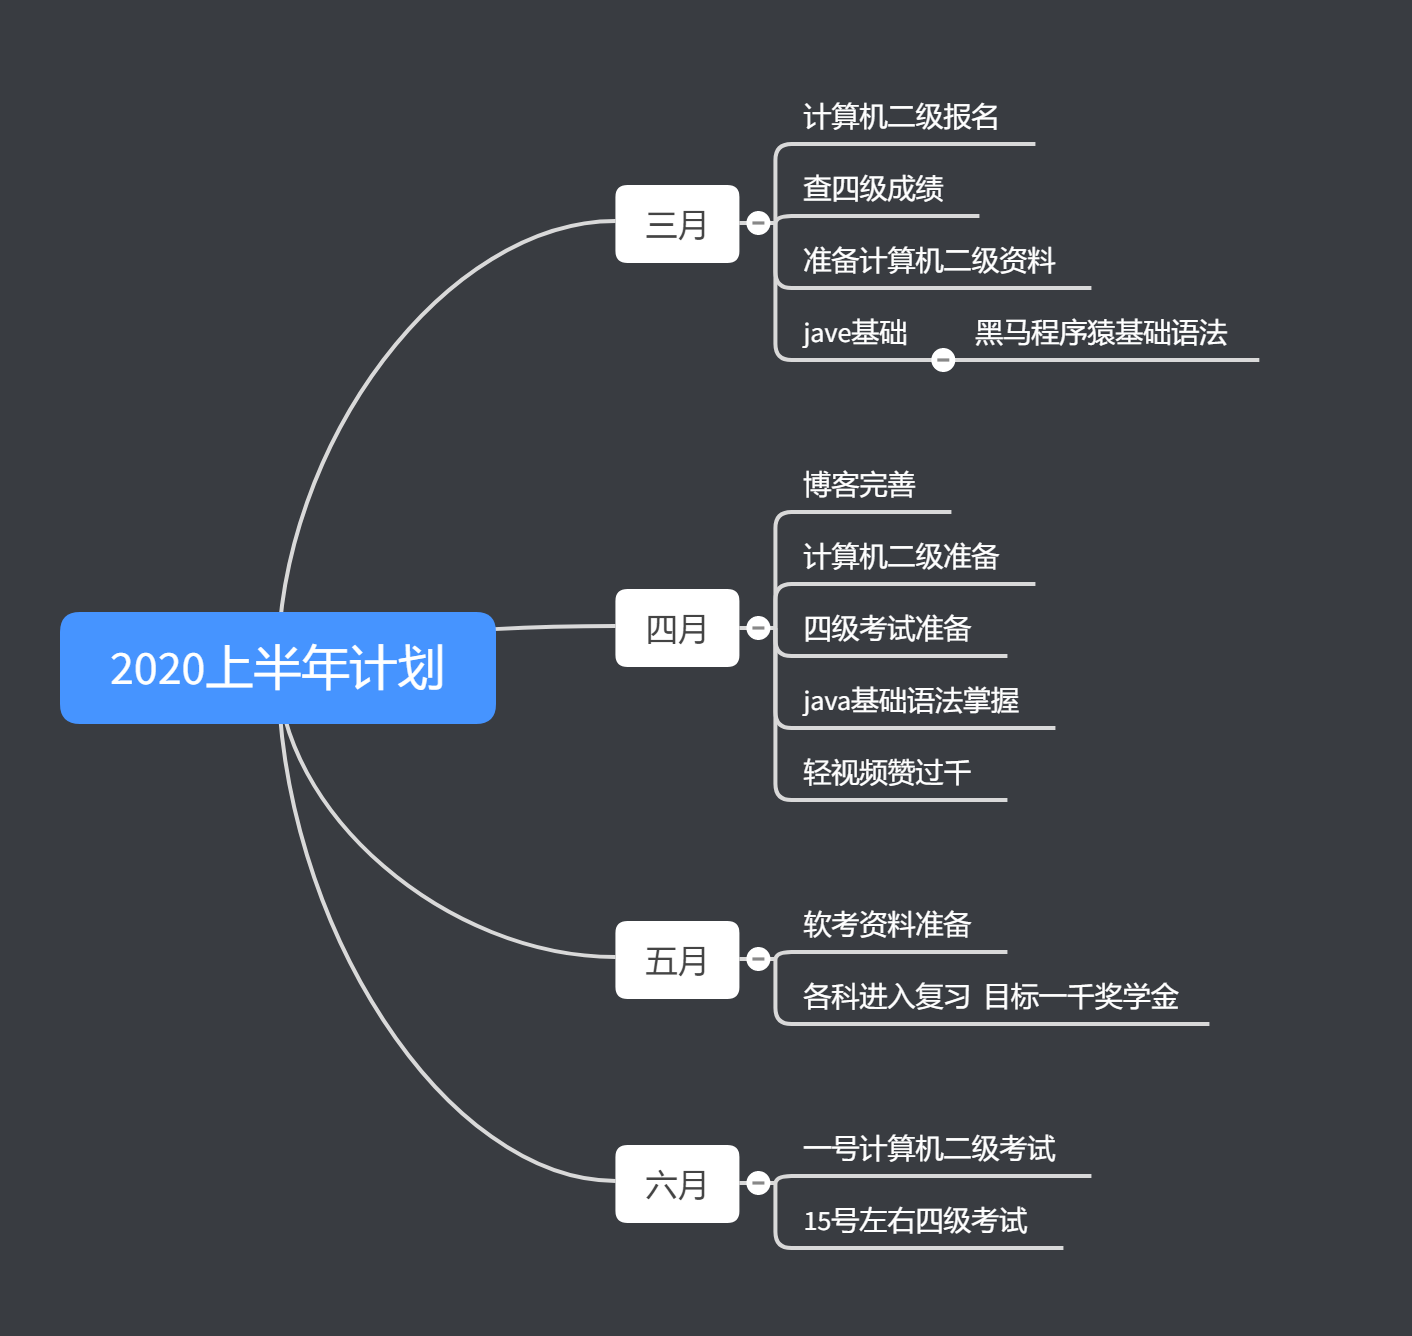 2020上半年计划
三月
计算机二级报名
查四级成绩
准备计算机二级资料
jave基础
黑马程序猿基础语法
四月
博客完善
计算机二级准备
四级考试准备
java基础语法掌握
轻视频赞过千
五月
软考资料准备
各科进入复习 目标一千奖学金
六月
一号计算机二级考试
15号左右四级考试